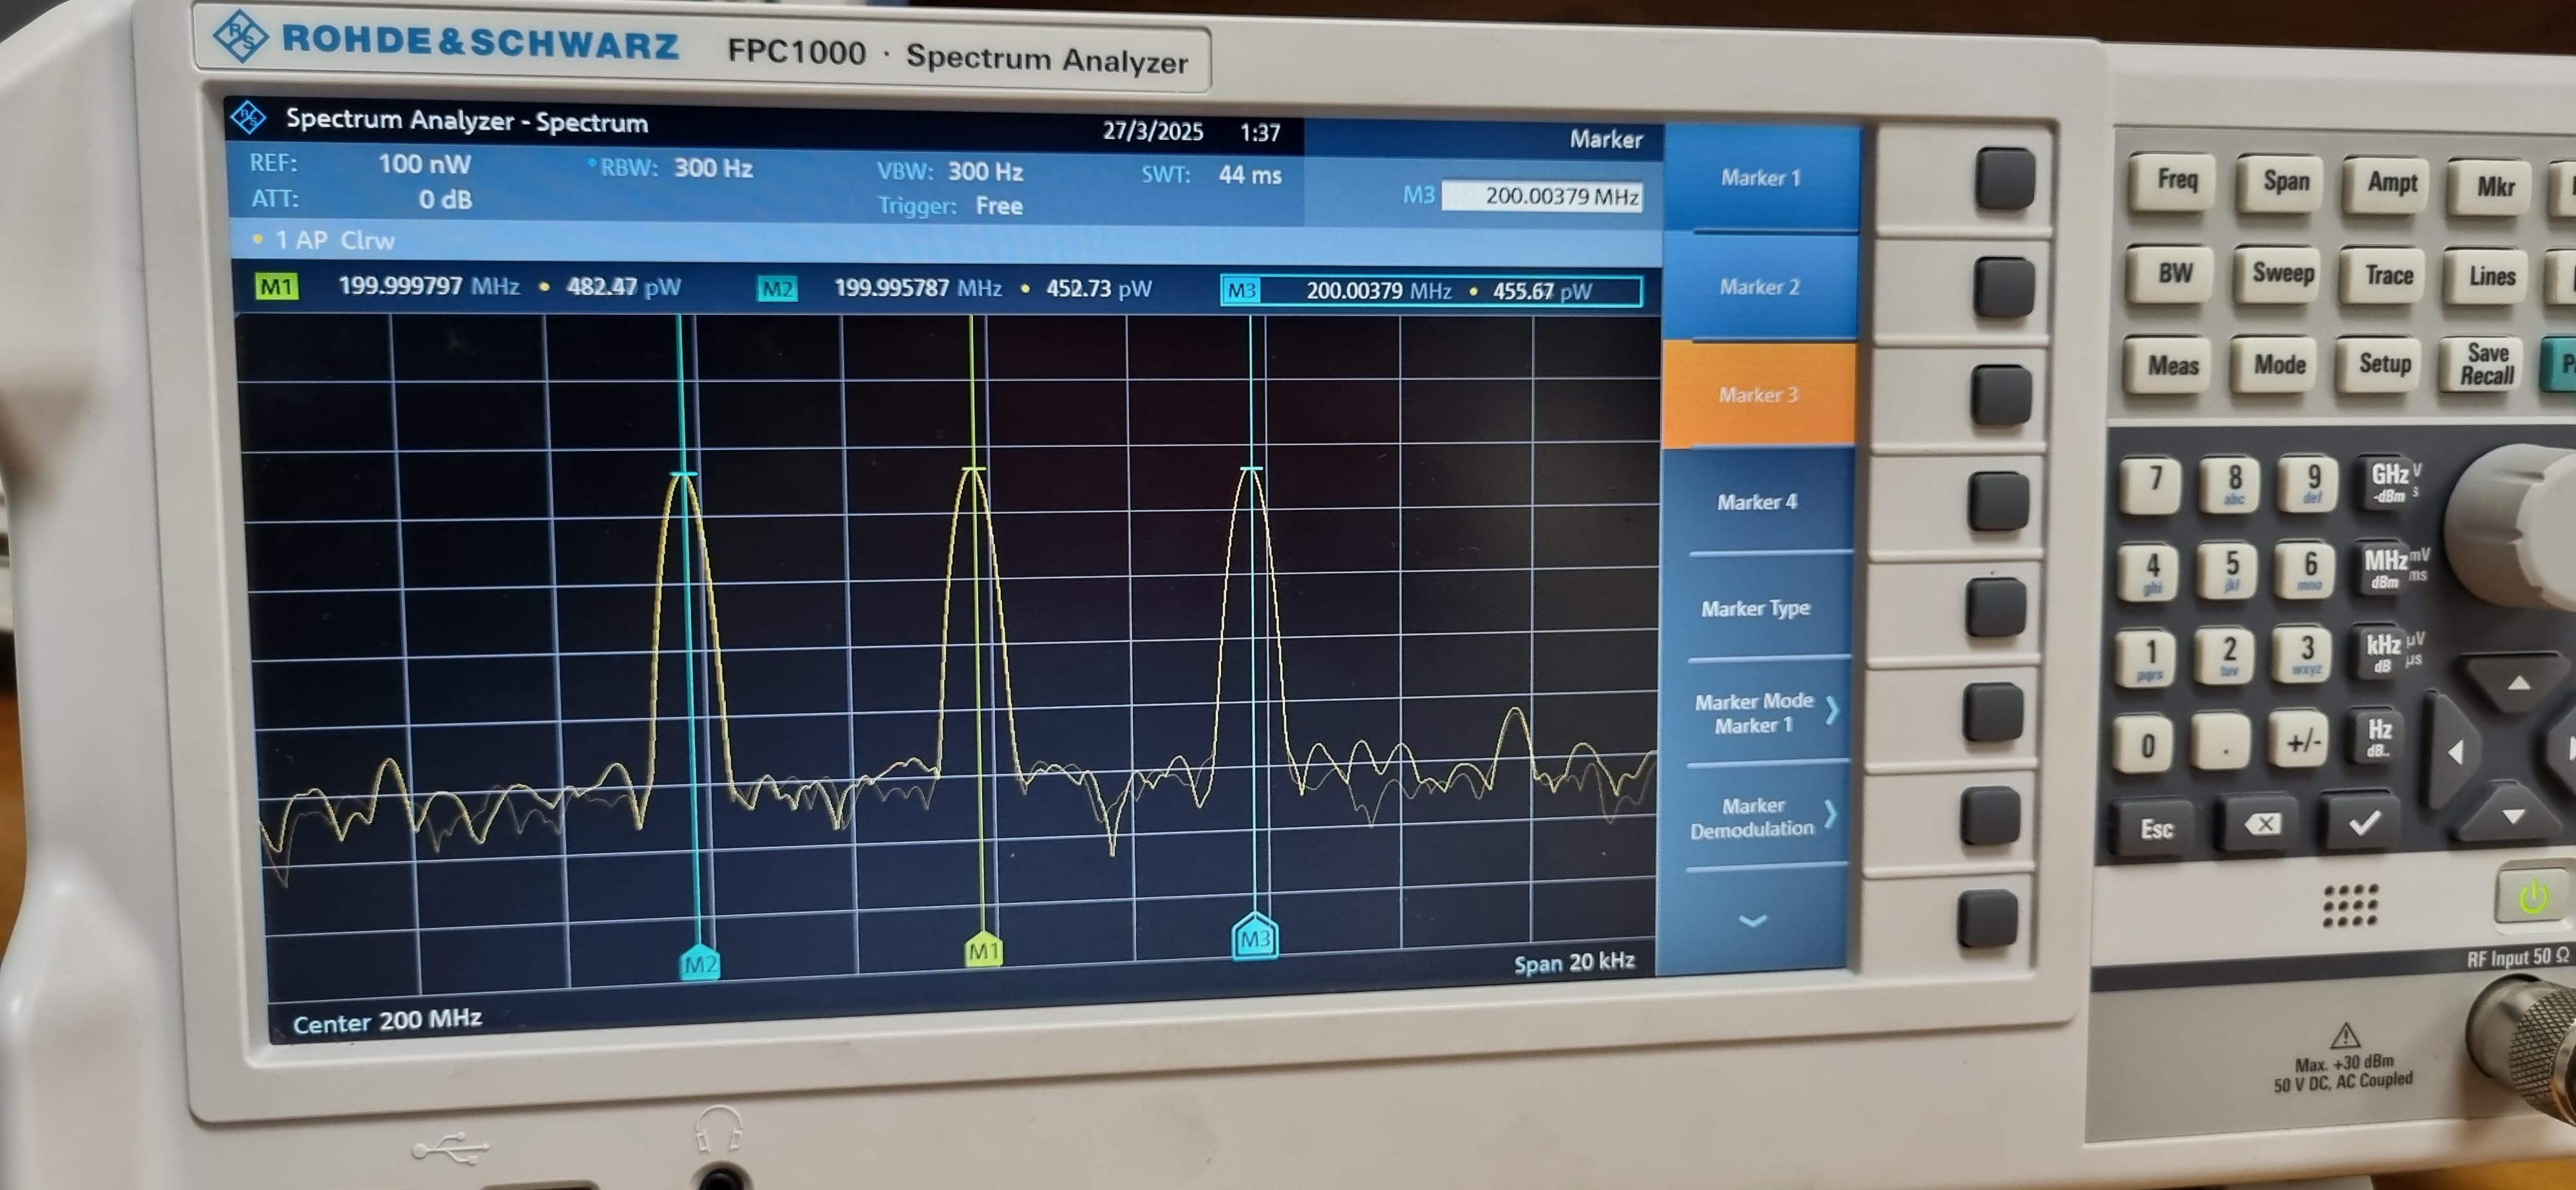 ROHDE&SCHWARZ FPC1000 · Spectrum Analyzer
Spectrum Analyzer - Spectrum 27/3/2025 1:37 Marker
REF: 100 nW RBW: 300 Hz VBW: 300 Hz SWT: 44 ms
ATT: 0 dB Trigger: Free
M3 200.00379 MHz
1 AP Clrw
M1 199.999797 MHz • 482.47 pW M2 199.995787 MHz • 452.73 pW M3 200.00379 MHz • 455.67 pW
M2 M1 M3
Center 200 MHz Span 20 kHz
Marker 1
Marker 2
Marker 3
Marker 4
Marker Type
Marker Mode
Marker 1
Marker
Demodulation
Freq Span Ampt Mkr
BW Sweep Trace Lines
Meas Mode Setup Save
Recall
7 8 abc 9 def GHz V
-dBm s
4 ghi 5 jkl 6 mno MHz mV
dBm ms
1 pqrs 2 tuv 3 wxyz kHz µV
dB µs
0 . +/- Hz
dB..
Esc
RF Input 50 Ω
Max. +30 dBm
50 V DC, AC Coupled